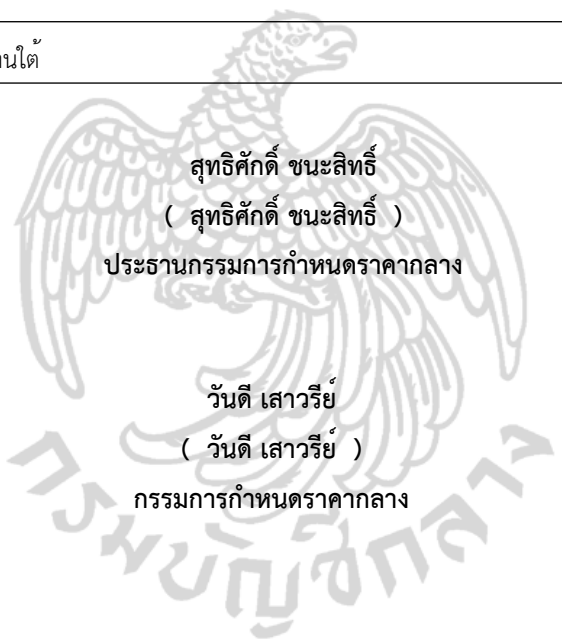 านใต้
สุทธิศักดิ์ ชนะสิทธิ์
( สุทธิศักดิ์ ชนะสิทธิ์ )
ประธานกรรมการกำหนดราคากลาง
วันดี เสาวรีย์
( วันดี เสาวรีย์ )
กรรมการกำหนดราคากลาง
กรมบัญชีกลาง